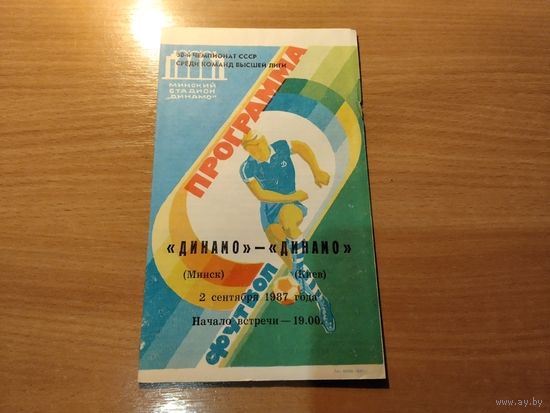 50-й ЧЕМПИОНАТ СССР
СРЕДИ КОМАНД ВЫСШЕЙ ЛИГИ
МИНСКИЙ
СТАДИОН
„ДИНАМО“
ПРОГРАММА
Д
«ДИНАМО» — «ДИНАМО»
(Минск) (Киев)
2 сентября 1987 года
Начало встречи — 19.00.
ФУТБОЛ
www.ay.by